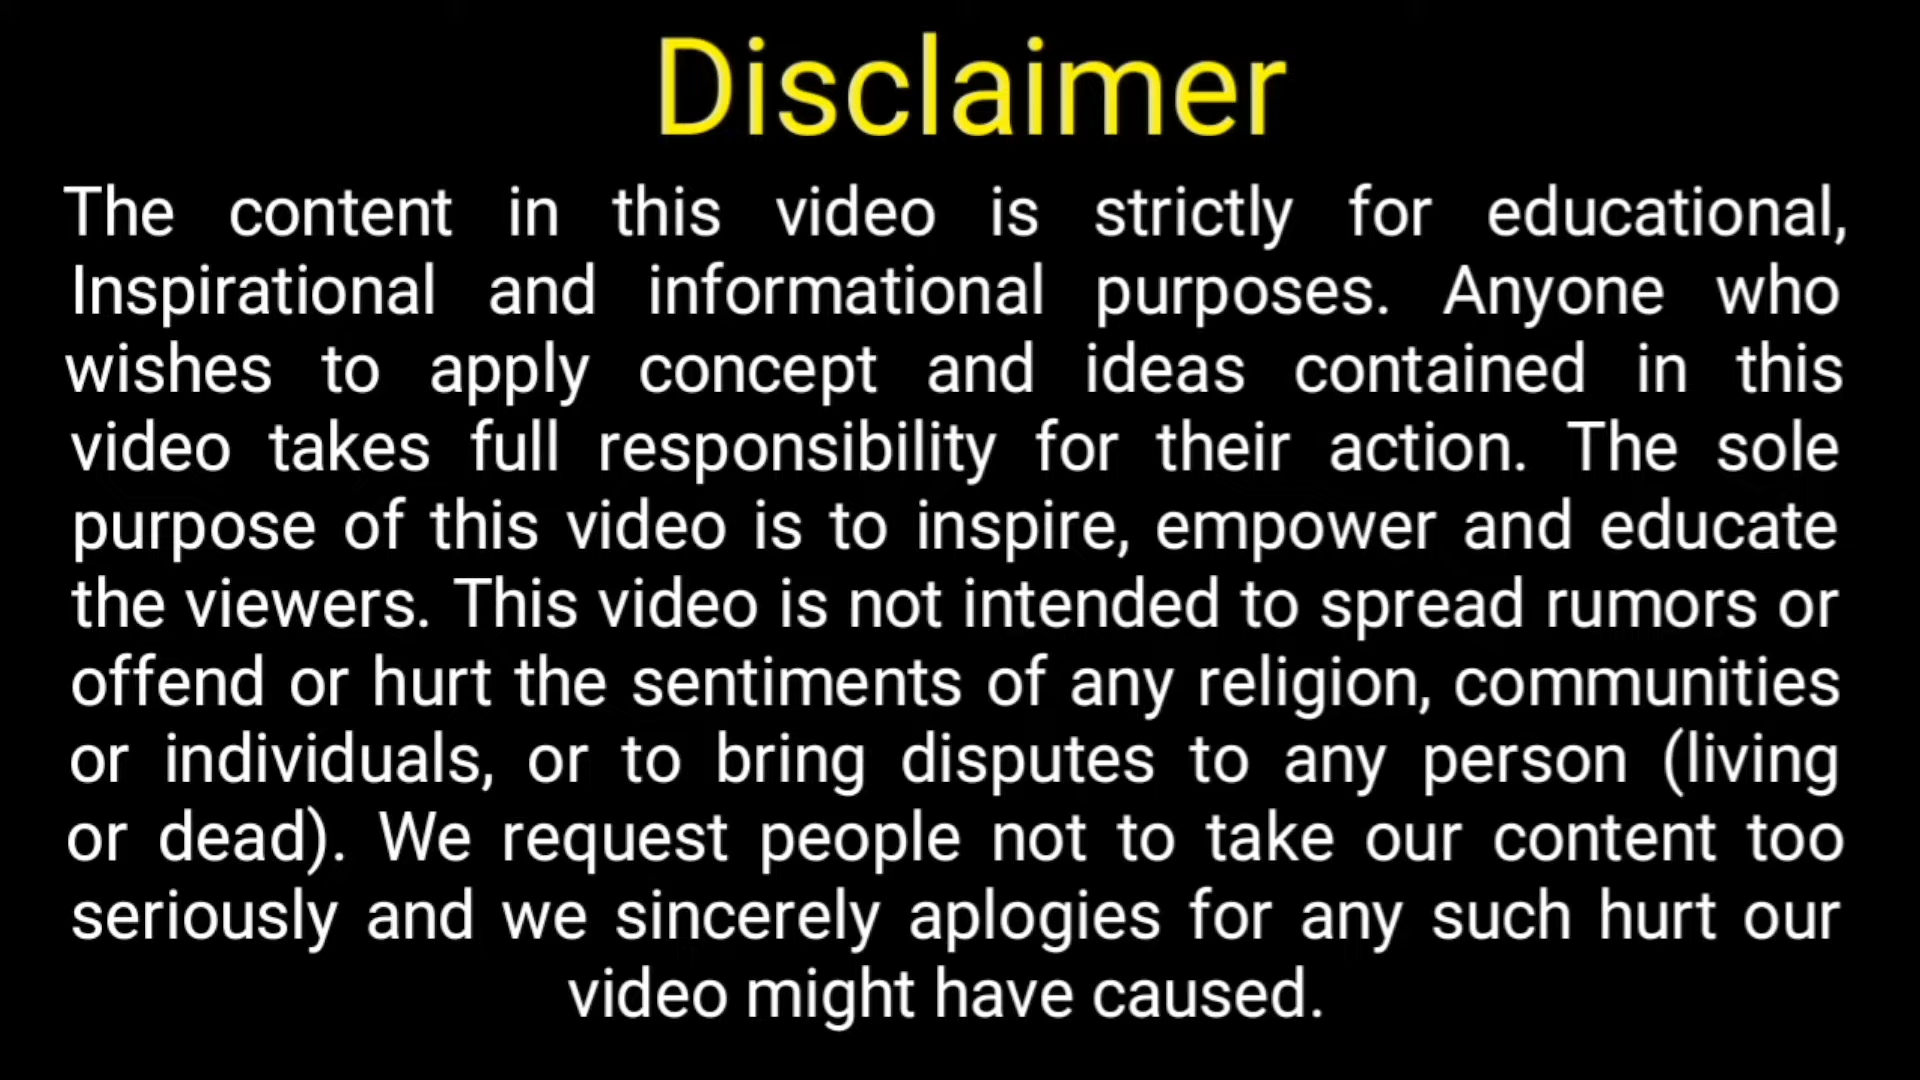 Disclaimer
The content in this video is strictly for educational,
Inspirational and informational purposes. Anyone who
wishes to apply concept and ideas contained in this
video takes full responsibility for their action. The sole
purpose of this video is to inspire, empower and educate
the viewers. This video is not intended to spread rumors or
offend or hurt the sentiments of any religion, communities
or individuals, or to bring disputes to any person (living
or dead). We request people not to take our content too
seriously and we sincerely aplogies for any such hurt our
video might have caused.